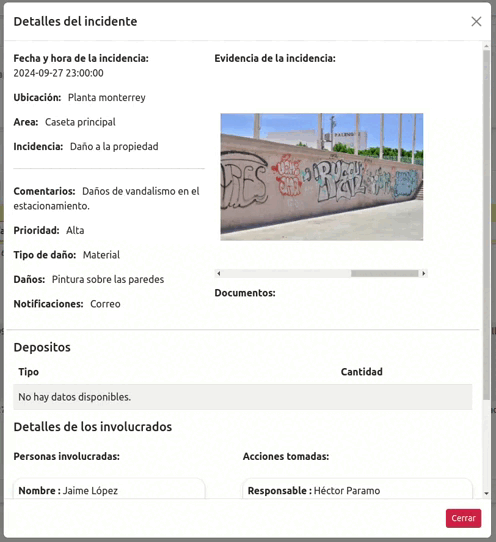 Detalles del incidente
Fecha y hora de la incidencia:
2024-09-27 23:00:00
Ubicación: Planta monterrey
Area: Caseta principal
Incidencia: Daño a la propiedad
Comentarios: Daños de vandalismo en el
estacionamiento.
Prioridad: Alta
Tipo de daño: Material
Daños: Pintura sobre las paredes
Notificaciones: Correo
Evidencia de la incidencia:
Documentos:
Depositos
Tipo Cantidad
No hay datos disponibles.
Detalles de los involucrados
Personas involucradas:
Nombre : Jaime López
Acciones tomadas:
Responsable : Héctor Paramo
Cerrar